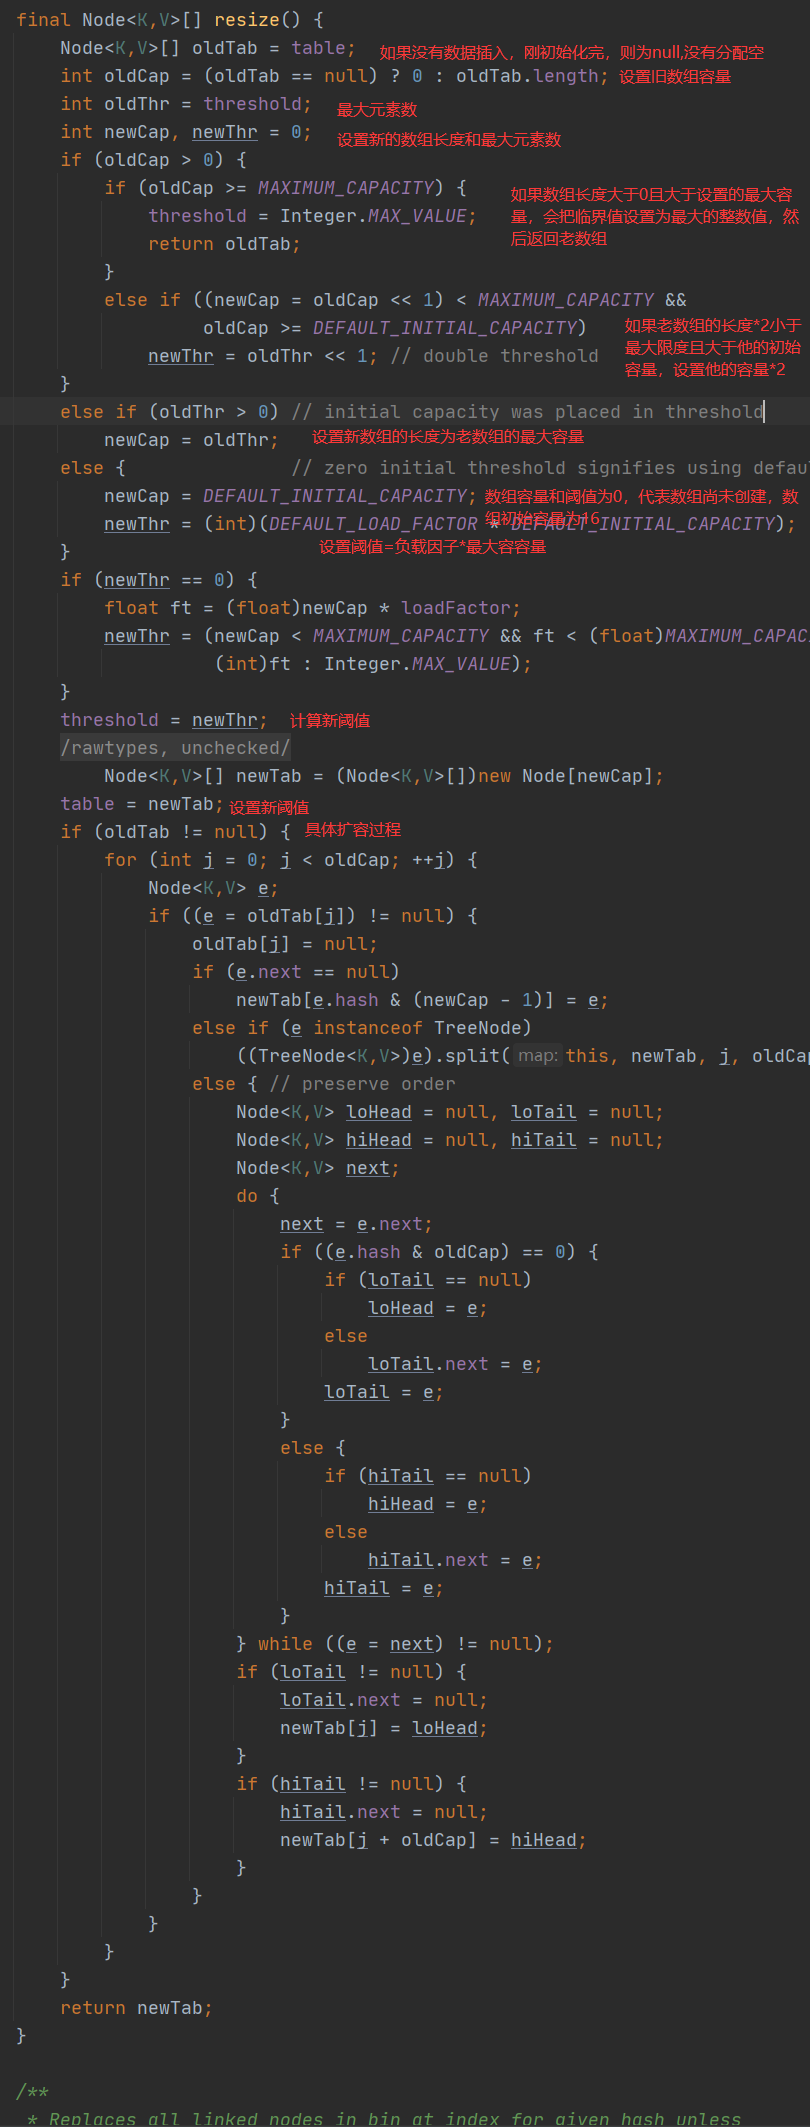 final Node<K,V>[] resize() {
Node<K,V>[] oldTab = table; 如果没有数据插入，刚初始化完，则为null,没有分配空
int oldCap = (oldTab == null) ? 0 : oldTab.length; 设置旧数组容量
int oldThr = threshold; 最大元素数
int newCap, newThr = 0; 设置新的数组长度和最大元素数
if (oldCap > 0) {
if (oldCap >= MAXIMUM_CAPACITY) { 如果数组长度大于0且大于设置的最大容
threshold = Integer.MAX_VALUE; 量，会把临界值设置为最大的整数值，然
return oldTab; 后返回老数组
}
else if ((newCap = oldCap << 1) < MAXIMUM_CAPACITY &&
oldCap >= DEFAULT_INITIAL_CAPACITY) 如果老数组的长度*2小于
newThr = oldThr << 1; // double threshold 最大限度且大于他的初始
容量，设置他的容量*2
}
else if (oldThr > 0) // initial capacity was placed in threshold
newCap = oldThr; 设置新数组的长度为老数组的最大容量
else { // zero initial threshold signifies using defau
newCap = DEFAULT_INITIAL_CAPACITY; 数组容量和阈值为0，代表数组尚未创建，数
newThr = (int)(DEFAULT_LOAD_FACTOR * DEFAULT_INITIAL_CAPACITY); 组初始容量为16
} 设置阈值=负载因子*最大容容量
if (newThr == 0) {
float ft = (float)newCap * loadFactor;
newThr = (newCap < MAXIMUM_CAPACITY && ft < (float)MAXIMUM_CAPAC
(int)ft : Integer.MAX_VALUE);
}
threshold = newThr; 计算新阈值
/rawtypes, unchecked/
Node<K,V>[] newTab = (Node<K,V>[])new Node[newCap];
table = newTab; 设置新阈值
if (oldTab != null) { 具体扩容过程
for (int j = 0; j < oldCap; ++j) {
Node<K,V> e;
if ((e = oldTab[j]) != null) {
oldTab[j] = null;
if (e.next == null)
newTab[e.hash & (newCap - 1)] = e;
else if (e instanceof TreeNode)
((TreeNode<K,V>)e).split( map: this, newTab, j, oldCap
else { // preserve order
Node<K,V> loHead = null, loTail = null;
Node<K,V> hiHead = null, hiTail = null;
Node<K,V> next;
do {
next = e.next;
if ((e.hash & oldCap) == 0) {
if (loTail == null)
loHead = e;
else
loTail.next = e;
loTail = e;
}
else {
if (hiTail == null)
hiHead = e;
else
hiTail.next = e;
hiTail = e;
}
} while ((e = next) != null);
if (loTail != null) {
loTail.next = null;
newTab[j] = loHead;
}
if (hiTail != null) {
hiTail.next = null;
newTab[j + oldCap] = hiHead;
}
}
}
}
}
return newTab;
}
/**
* Replaces all linked nodes in bin at index for given hash unless